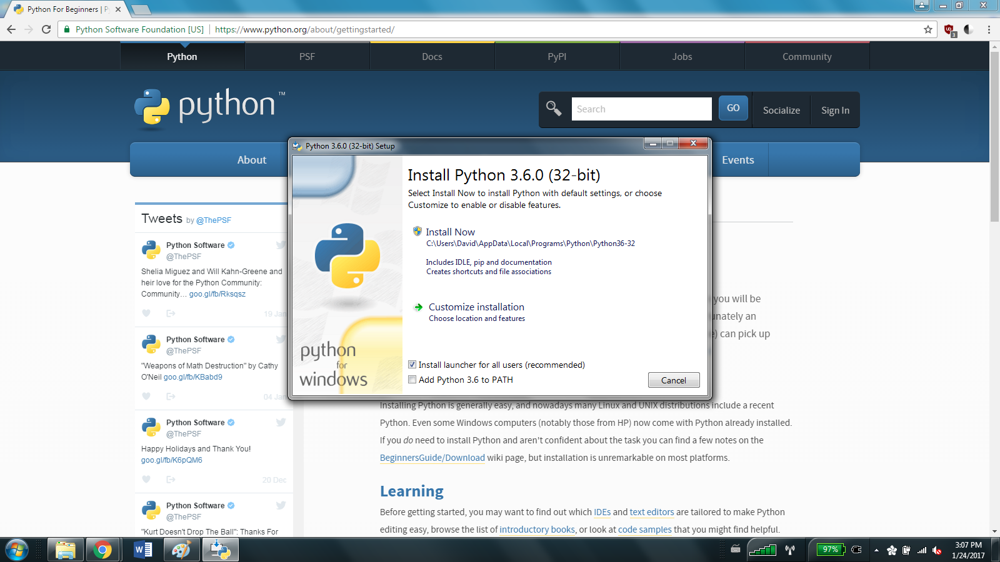 Python For Beginners | P
Python Software Foundation [US] https://www.python.org/about/gettingstarted/
3
Python PSF Docs PyPI Jobs Community
python™
Search GO Socialize Sign In
About Events
Tweets by @ThePSF
Python Software
@ThePSF
Shelia Miguez and Will Kahn-Greene and
heir love for the Python Community:
Community… goo.gl/fb/Rksqsz
19 Jan
Python Software
@ThePSF
"Weapons of Math Destruction" by Cathy
O'Neil goo.gl/fb/KBabd9
04 Jan
Python Software
@ThePSF
Happy Holidays and Thank You!
goo.gl/fb/K6pQM6
20 Dec
Python Software
@ThePSF
"Kurt Doesn't Drop The Ball": Thanks For
Python 3.6.0 (32-bit) Setup
Install Python 3.6.0 (32-bit)
Select Install Now to install Python with default settings, or choose
Customize to enable or disable features.
Install Now
C:\Users\David\AppData\Local\Programs\Python\Python36-32
Includes IDLE, pip and documentation
Creates shortcuts and file associations
Customize installation
Choose location and features
Install launcher for all users (recommended)
Add Python 3.6 to PATH
Cancel
python
for
windows
you will be
unately an
e) can pick up
Installing Python is generally easy, and nowadays many Linux and UNIX distributions include a recent
Python. Even some Windows computers (notably those from HP) now come with Python already installed.
If you do need to install Python and aren't confident about the task you can find a few notes on the
BeginnersGuide/Download wiki page, but installation is unremarkable on most platforms.
Learning
Before getting started, you may want to find out which IDEs and text editors are tailored to make Python
editing easy, browse the list of introductory books, or look at code samples that you might find helpful.
97%
3:07 PM
1/24/2017